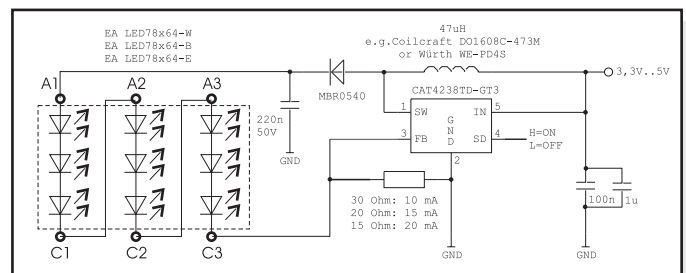 EA LED78x64-W
EA LED78x64-B
EA LED78x64-E
47uH
e.g.Coilcraft DO1608C-473M
or Würth WE-PD4S
A1
A2
A3
MBR0540
CAT4238TD-GT3
3,3V..5V
220n
50V
GND
1
SW
IN
5
3
FB
GND
SD
4
2
H=ON
L=OFF
30 Ohm: 10 mA
20 Ohm: 15 mA
15 Ohm: 20 mA
100n
1u
C1
C2
C3
GND
GND